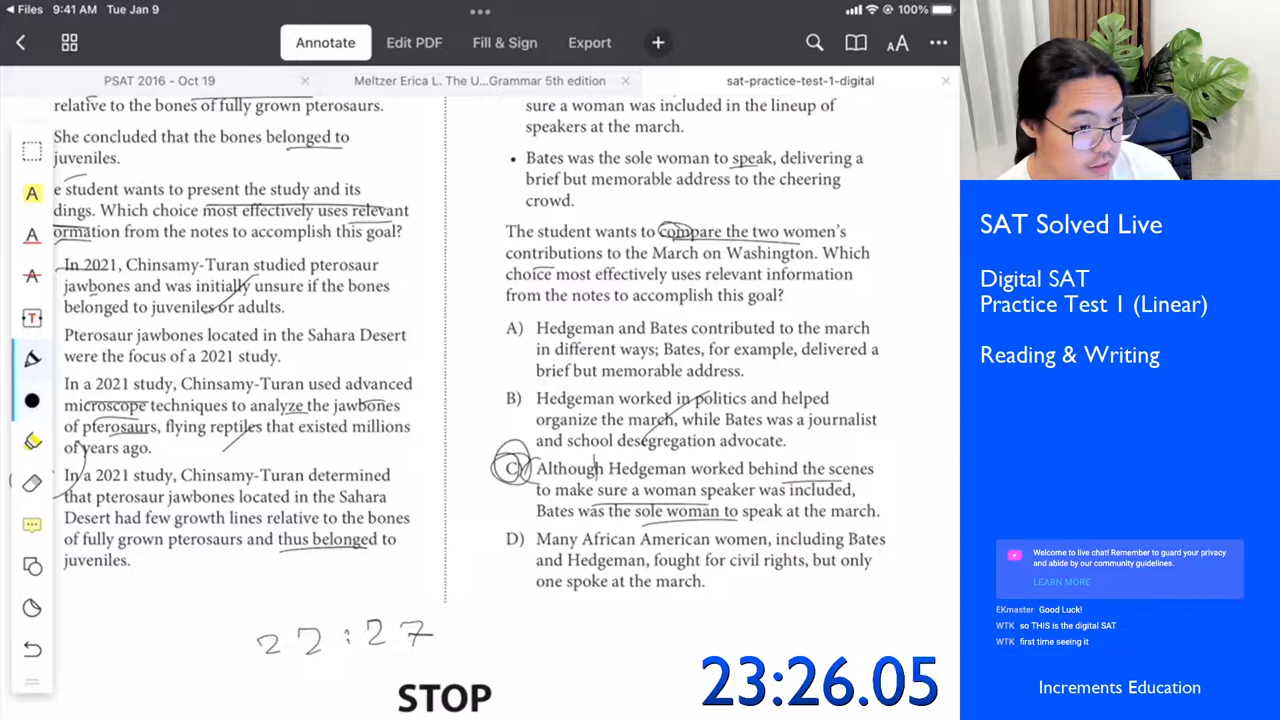 Files 9:41 AM Tue Jan 9 100%
Annotate Edit PDF Fill & Sign Export
PSAT 2016 - Oct 19
Meltzer Erica L. The U...Grammar 5th edition
sat-practice-test-1-digital
relative to the bones of fully grown pterosaurs.
She concluded that the bones belonged to
juveniles.
e student wants to present the study and its
dings. Which choice most effectively uses relevant
ormation from the notes to accomplish this goal?
In 2021, Chinsamy-Turan studied pterosaur
jawbones and was initially unsure if the bones
belonged to juveniles or adults.
Pterosaur jawbones located in the Sahara Desert
were the focus of a 2021 study.
In a 2021 study, Chinsamy-Turan used advanced
microscope techniques to analyze the jawbones
of pterosaurs, flying reptiles that existed millions
of years ago.
In a 2021 study, Chinsamy-Turan determined
that pterosaur jawbones located in the Sahara
Desert had few growth lines relative to the bones
of fully grown pterosaurs and thus belonged to
juveniles.
22:27
sure a woman was included in the lineup of
speakers at the march.
• Bates was the sole woman to speak, delivering a
brief but memorable address to the cheering
crowd.
The student wants to compare the two women's
contributions to the March on Washington. Which
choice most effectively uses relevant information
from the notes to accomplish this goal?
A) Hedgeman and Bates contributed to the march
in different ways; Bates, for example, delivered a
brief but memorable address.
B) Hedgeman worked in politics and helped
organize the march, while Bates was a journalist
and school desegregation advocate.
C) Although Hedgeman worked behind the scenes
to make sure a woman speaker was included,
Bates was the sole woman to speak at the march.
D) Many African American women, including Bates
and Hedgeman, fought for civil rights, but only
one spoke at the march.
STOP
23:26.05
SAT Solved Live
Digital SAT
Practice Test 1 (Linear)
Reading & Writing
Welcome to live chat! Remember to guard your privacy
and abide by our community guidelines.
LEARN MORE
EKmaster Good Luck!
WTK so THIS is the digital SAT
WTK first time seeing it
Increments Education